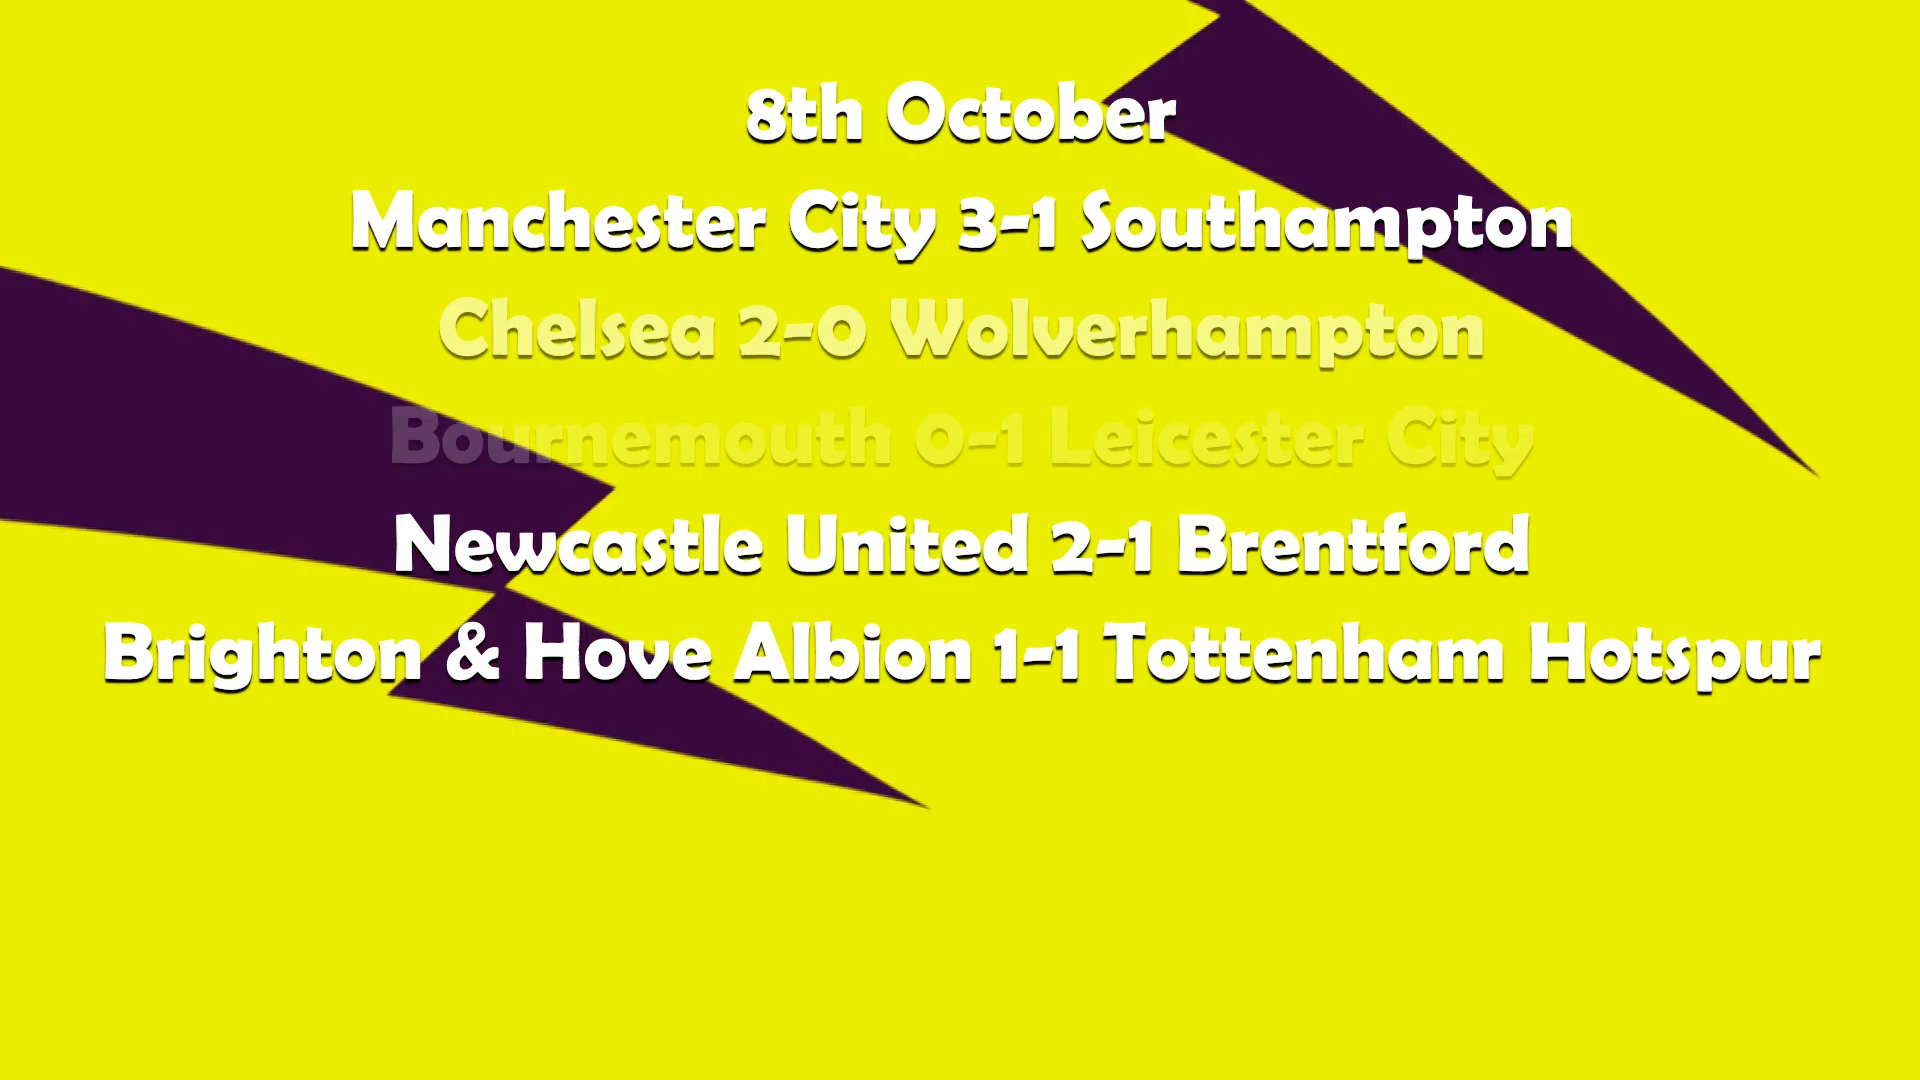 8th October
Manchester City 3-1 Southampton
Chelsea 2-0 Wolverhampton
Bournemouth 0-1 Leicester City
Newcastle United 2-1 Brentford
Brighton & Hove Albion 1-1 Tottenham Hotspur